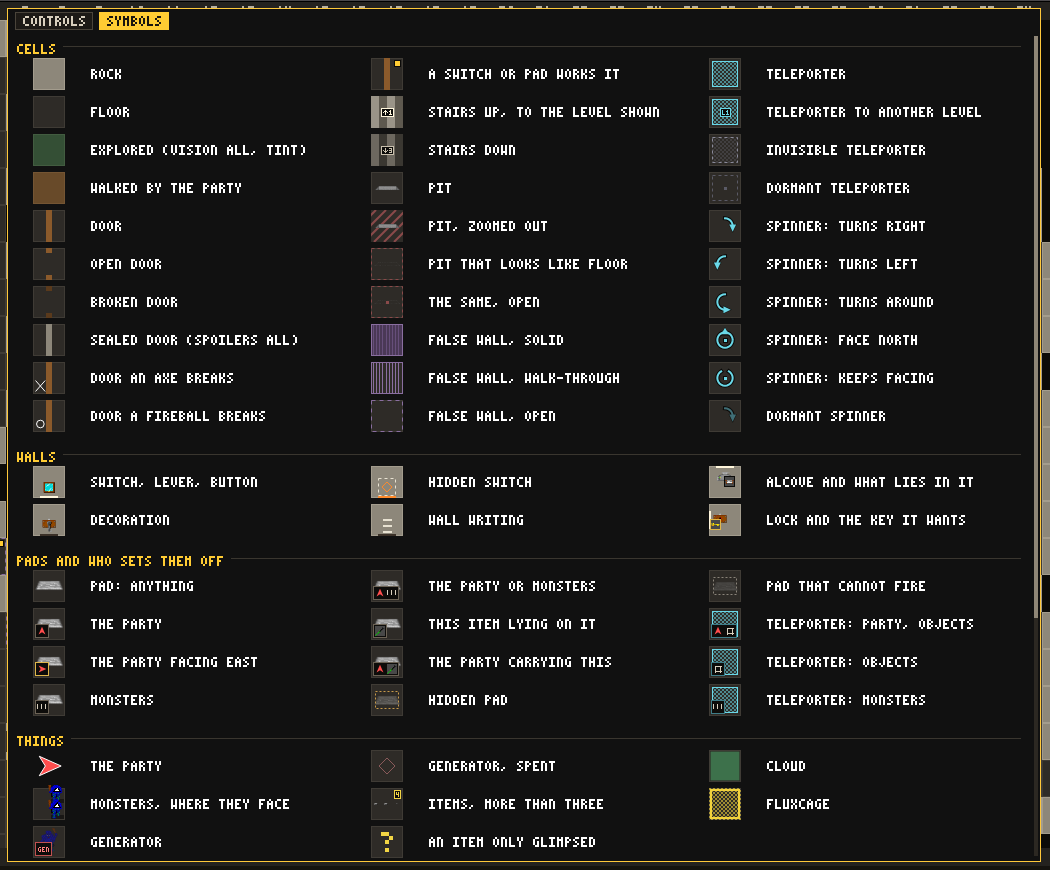 CONTROLS SYMBOLS
CELLS
ROCK A SWITCH OR PAD WORKS IT TELEPORTER
FLOOR STAIRS UP, TO THE LEVEL SHOWN TELEPORTER TO ANOTHER LEVEL
EXPLORED (VISION ALL, TINT) STAIRS DOWN INVISIBLE TELEPORTER
WALKED BY THE PARTY PIT DORMANT TELEPORTER
DOOR PIT, ZOOMED OUT SPINNER: TURNS RIGHT
OPEN DOOR PIT THAT LOOKS LIKE FLOOR SPINNER: TURNS LEFT
BROKEN DOOR THE SAME, OPEN SPINNER: TURNS AROUND
SEALED DOOR (SPOILERS ALL) FALSE WALL, SOLID SPINNER: FACE NORTH
DOOR AN AXE BREAKS FALSE WALL, WALK-THROUGH SPINNER: KEEPS FACING
DOOR A FIREBALL BREAKS FALSE WALL, OPEN DORMANT SPINNER
WALLS
SWITCH, LEVER, BUTTON HIDDEN SWITCH ALCOVE AND WHAT LIES IN IT
DECORATION WALL WRITING LOCK AND THE KEY IT WANTS
PADS AND WHO SETS THEM OFF
PAD: ANYTHING THE PARTY OR MONSTERS PAD THAT CANNOT FIRE
THE PARTY THIS ITEM LYING ON IT TELEPORTER: PARTY, OBJECTS
THE PARTY FACING EAST THE PARTY CARRYING THIS TELEPORTER: OBJECTS
MONSTERS HIDDEN PAD TELEPORTER: MONSTERS
THINGS
THE PARTY GENERATOR, SPENT CLOUD
MONSTERS, WHERE THEY FACE 4 ITEMS, MORE THAN THREE FLUXCAGE
GEN GENERATOR ? AN ITEM ONLY GLIMPSED